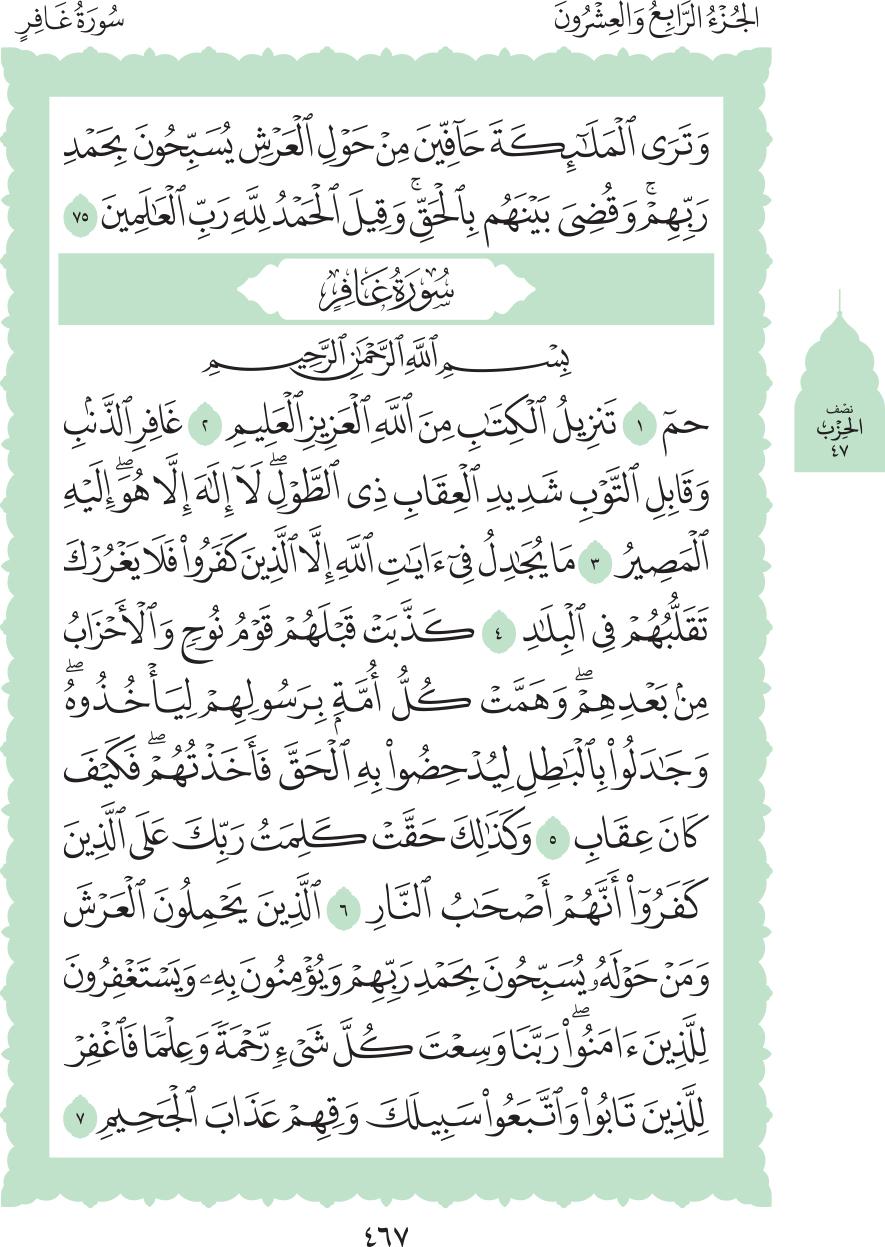 الجُزْءُ الرَّابِعُ وَالعِشْرُونَ
سُورَةُ غَافِرٍ
وَتَرَى ٱلْمَلَـٰٓئِكَةَ حَآفِّينَ مِنْ حَوْلِ ٱلْعَرْشِ يُسَبِّحُونَ بِحَمْدِ
رَبِّهِمْۚ وَقُضِىَ بَيْنَهُم بِٱلْحَقِّۚ وَقِيلَ ٱلْحَمْدُ لِلَّهِ رَبِّ ٱلْعَـٰلَمِينَ ٧٥
سُورَةُ غَافِرٍ
بِسْمِ ٱللَّهِ ٱلرَّحْمَـٰنِ ٱلرَّحِيمِ
حمٓ ١ تَنزِيلُ ٱلْكِتَـٰبِ مِنَ ٱللَّهِ ٱلْعَزِيزِ ٱلْعَلِيمِ ٢ غَافِرِ ٱلذَّنۢبِ
وَقَابِلِ ٱلتَّوْبِ شَدِيدِ ٱلْعِقَابِ ذِى ٱلطَّوْلِۖ لَآ إِلَـٰهَ إِلَّا هُوَۖ إِلَيْهِ
ٱلْمَصِيرُ ٣ مَا يُجَـٰدِلُ فِىٓ ءَايَـٰتِ ٱللَّهِ إِلَّا ٱلَّذِينَ كَفَرُوا۟ فَلَا يَغْرُرْكَ
تَقَلُّبُهُمْ فِى ٱلْبِلَـٰدِ ٤ كَذَّبَتْ قَبْلَهُمْ قَوْمُ نُوحٍ وَٱلْأَحْزَابُ
مِنۢ بَعْدِهِمْۖ وَهَمَّتْ كُلُّ أُمَّةٍۭ بِرَسُولِهِمْ لِيَأْخُذُوهُۖ
وَجَـٰدَلُوا۟ بِٱلْبَـٰطِلِ لِيُدْحِضُوا۟ بِهِ ٱلْحَقَّ فَأَخَذْتُهُمْۖ فَكَيْفَ
كَانَ عِقَابِ ٥ وَكَذَٰلِكَ حَقَّتْ كَلِمَتُ رَبِّكَ عَلَى ٱلَّذِينَ
كَفَرُوٓا۟ أَنَّهُمْ أَصْحَـٰبُ ٱلنَّارِ ٦ ٱلَّذِينَ يَحْمِلُونَ ٱلْعَرْشَ
وَمَنْ حَوْلَهُۥ يُسَبِّحُونَ بِحَمْدِ رَبِّهِمْ وَيُؤْمِنُونَ بِهِۦ وَيَسْتَغْفِرُونَ
لِلَّذِينَ ءَامَنُوا۟ۖ رَبَّنَا وَسِعْتَ كُلَّ شَىْءٍ رَّحْمَةً وَعِلْمًا فَٱغْفِرْ
لِلَّذِينَ تَابُوا۟ وَٱتَّبَعُوا۟ سَبِيلَكَ وَقِهِمْ عَذَابَ ٱلْجَحِيمِ ٧
نصف
الحِزْب
٤٧
٤٦٧